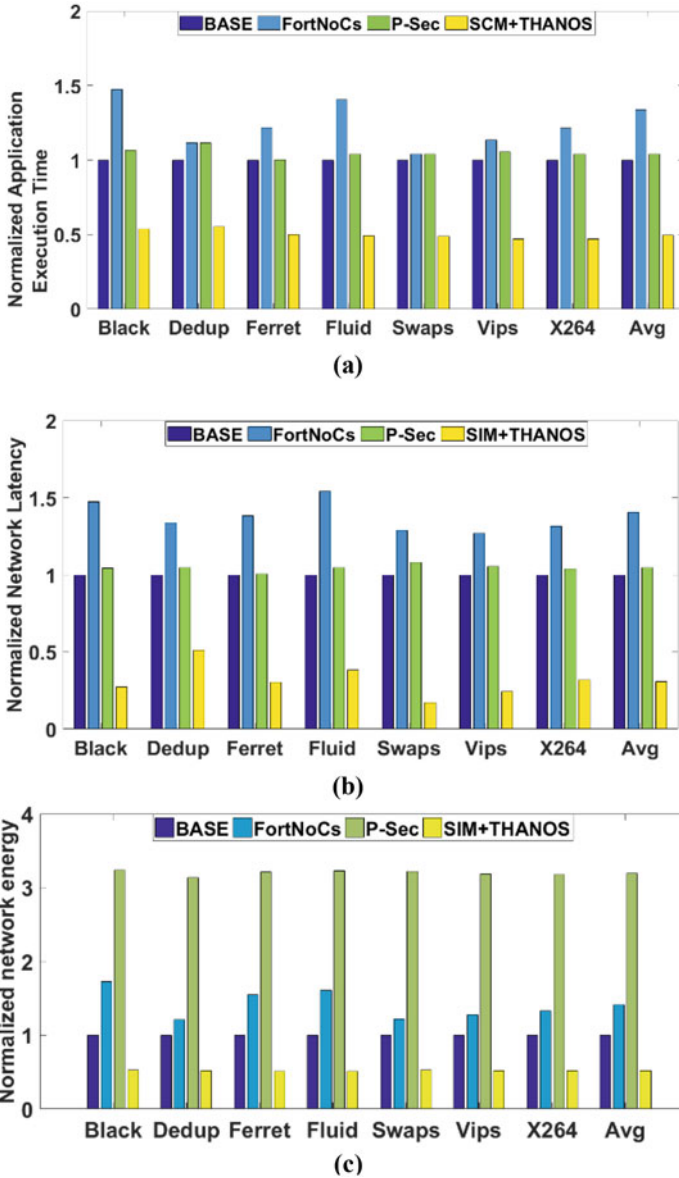 2
BASE FortNoCs P-Sec SCM+THANOS
1.5
1
0.5
0
Normalized Application
Execution Time
Black Dedup Ferret Fluid Swaps Vips X264 Avg
(a)
2
BASE FortNoCs P-Sec SIM+THANOS
1.5
1
0.5
0
Normalized Network Latency
Black Dedup Ferret Fluid Swaps Vips X264 Avg
(b)
4
BASE FortNoCs P-Sec SIM+THANOS
3
2
1
0
Normalized network energy
Black Dedup Ferret Fluid Swaps Vips X264 Avg
(c)